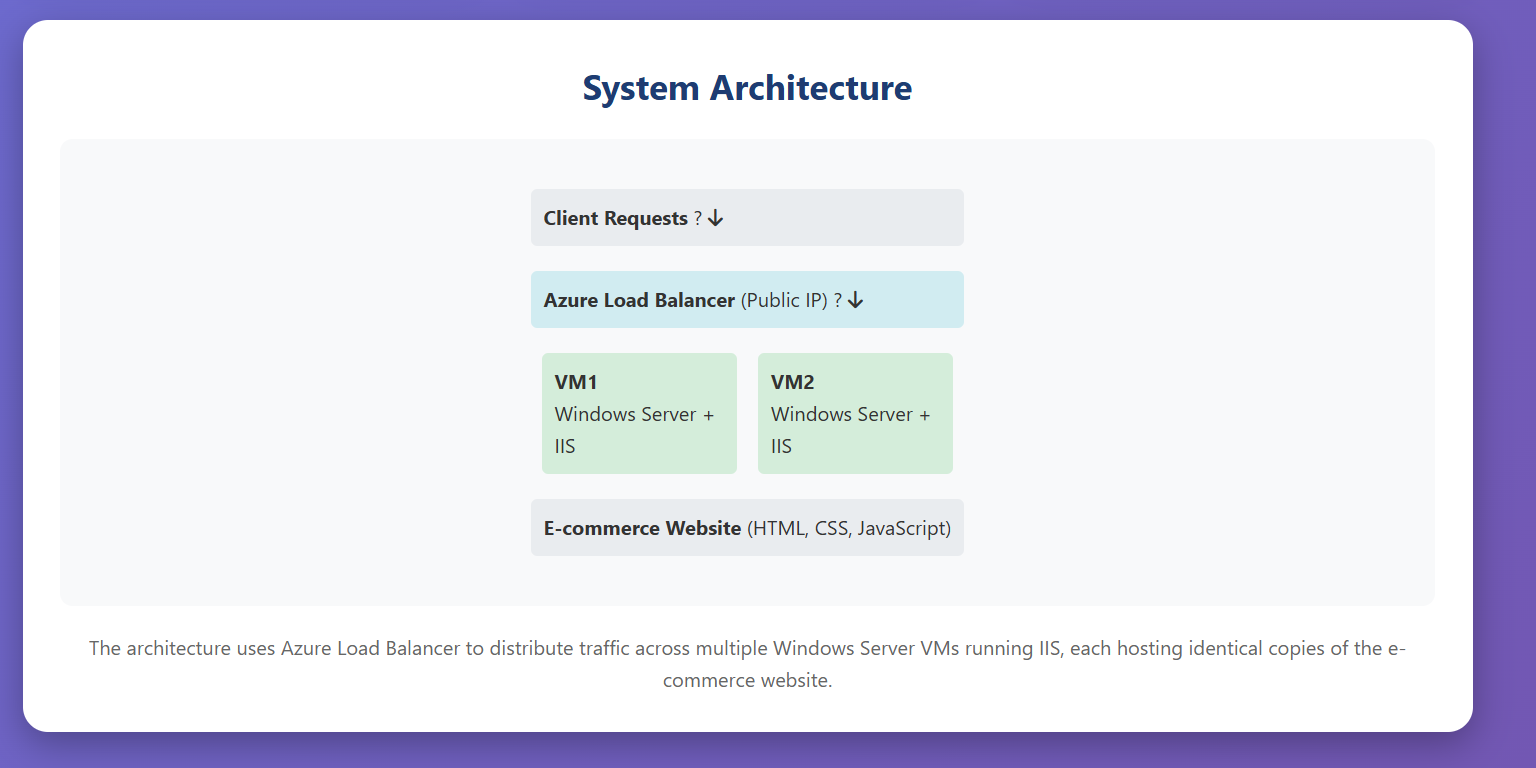 System Architecture
Client Requests ? ↓
Azure Load Balancer (Public IP) ? ↓
VM1
Windows Server +
IIS
VM2
Windows Server +
IIS
E-commerce Website (HTML, CSS, JavaScript)
The architecture uses Azure Load Balancer to distribute traffic across multiple Windows Server VMs running IIS, each hosting identical copies of the e-
commerce website.